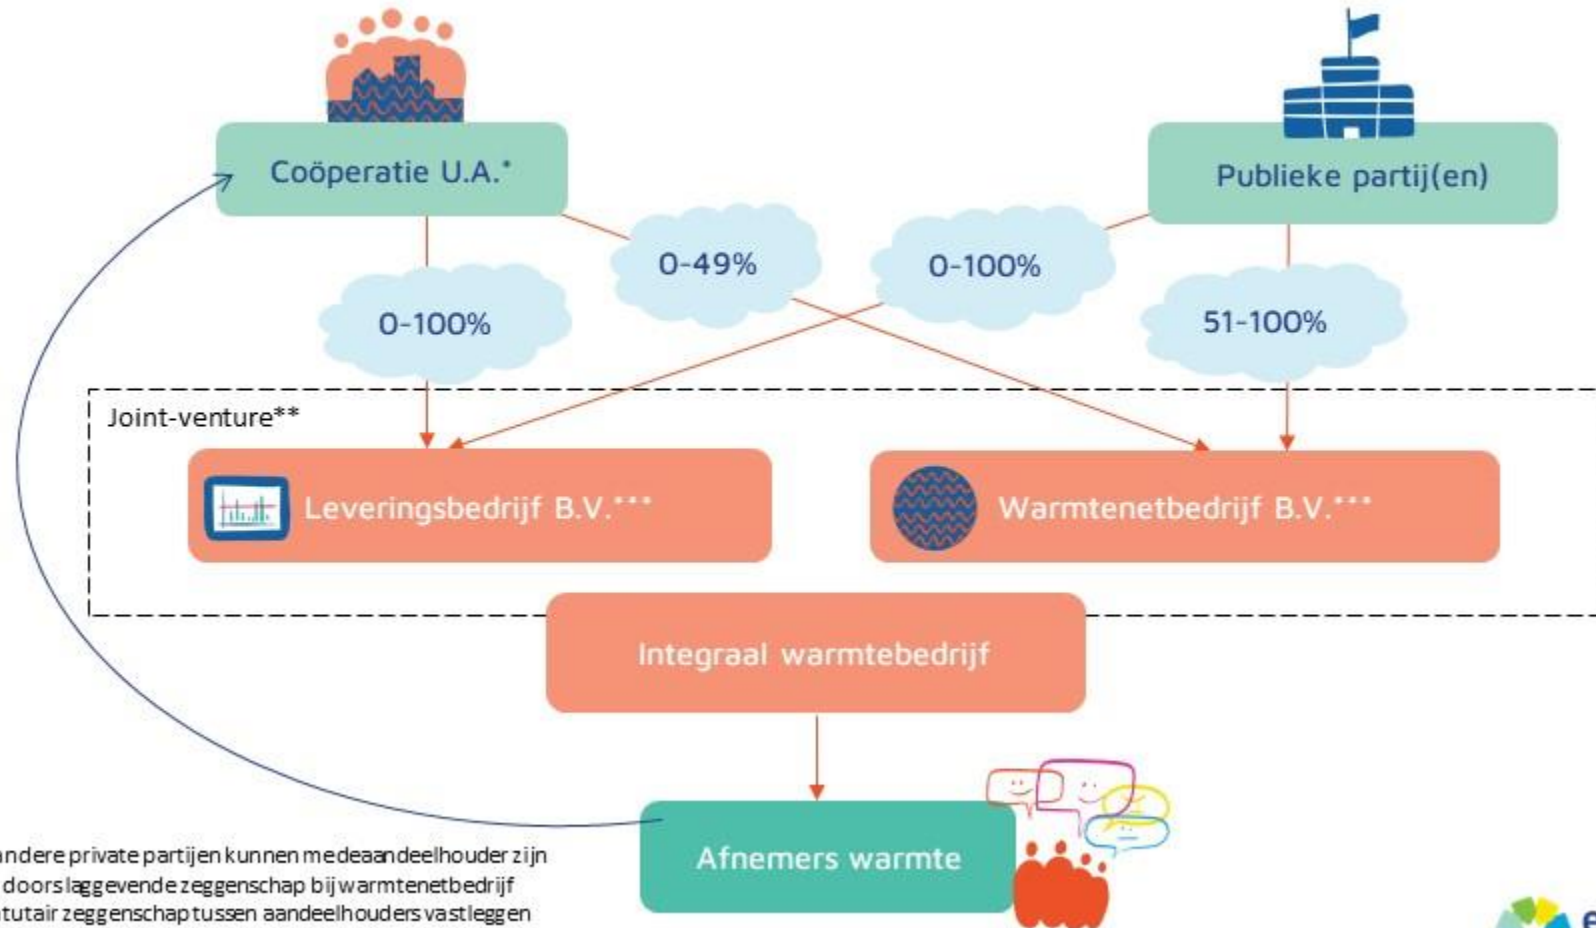 Coöperatie U.A.*
Publieke partij(en)
0-49%
0-100%
0-100%
51-100%
Joint-venture**
Leveringsbedrijf B.V.***
Warmtenetbedrijf B.V.***
Integraal warmtebedrijf
Afnemers warmte
andere private partijen kunnen medeaandeelhouder zijn
doorslaggevende zeggenschap bij warmtenetbedrijf
zeggenschap tussen aandeelhouders vastleggen